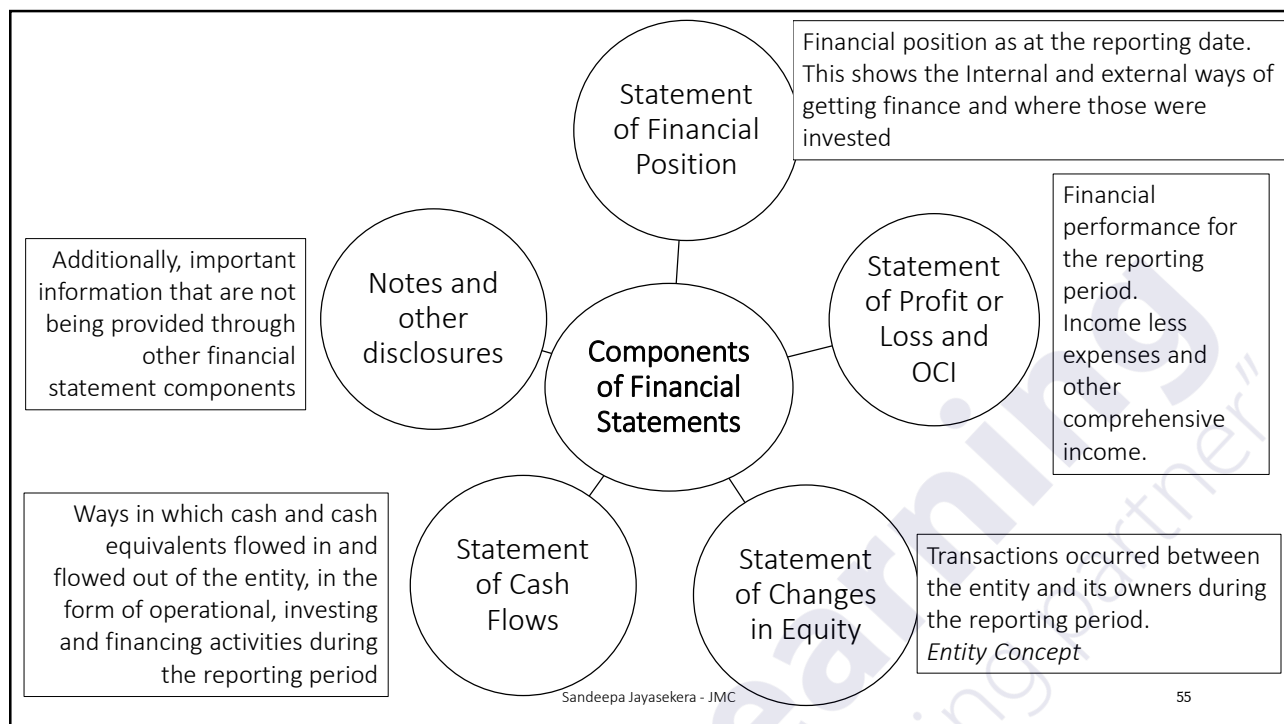 Statement
of Financial
Position
Financial position as at the reporting date.
This shows the Internal and external ways of
getting finance and where those were
invested
Statement
of Profit or
Loss and
OCI
Financial
performance for
the reporting
period.
Income less
expenses and
other
comprehensive
income.
Additionally, important
information that are not
being provided through
other financial
statement components
Notes and
other
disclosures
Components
of Financial
Statements
Ways in which cash and cash
equivalents flowed in and
flowed out of the entity, in the
form of operational, investing
and financing activities during
the reporting period
Statement
of Cash
Flows
Statement
of Changes
in Equity
Transactions occurred between
the entity and its owners during
the reporting period.
Entity Concept
Sandeepa Jayasekera - JMC
55
partner"